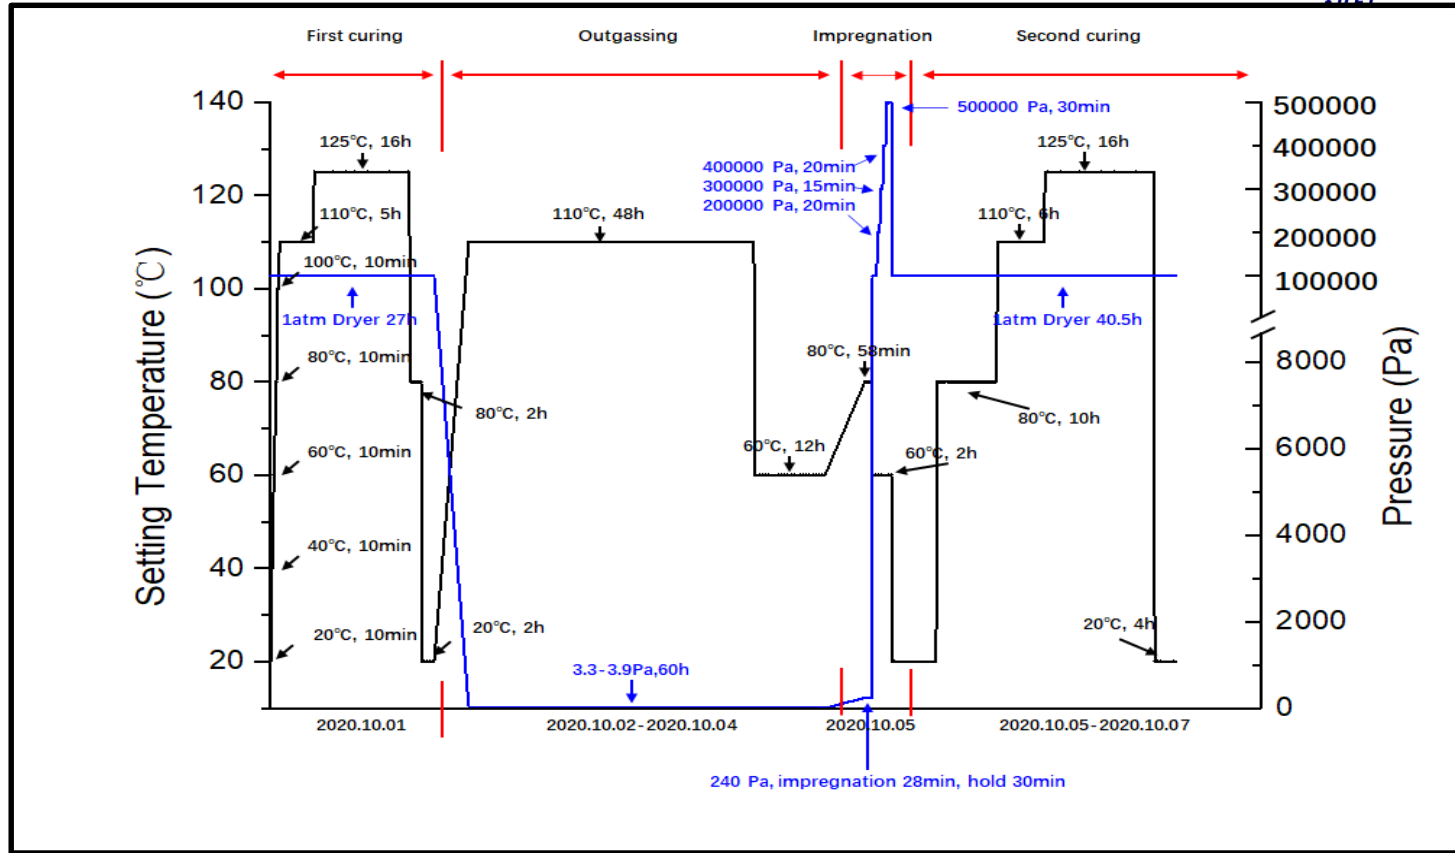 First curing
Outgassing
Impregnation
Second curing
140
120
100
80
60
40
20
Setting Temperature (℃)
500000
400000
300000
200000
100000
8000
6000
4000
2000
0
Pressure (Pa)
125℃, 16h
110℃, 5h
100℃, 10min
1atm Dryer 27h
80℃, 10min
80℃, 2h
60℃, 10min
40℃, 10min
20℃, 10min
20℃, 2h
110℃, 48h
60℃, 12h
3.3-3.9Pa,60h
500000 Pa, 30min
400000 Pa, 20min
300000 Pa, 15min
200000 Pa, 20min
80℃, 58min
60℃, 2h
125℃, 16h
110℃, 6h
1atm Dryer 40.5h
80℃, 10h
20℃, 4h
2020.10.01
2020.10.02-2020.10.04
2020.10.05
2020.10.05-2020.10.07
240 Pa, impregnation 28min, hold 30min